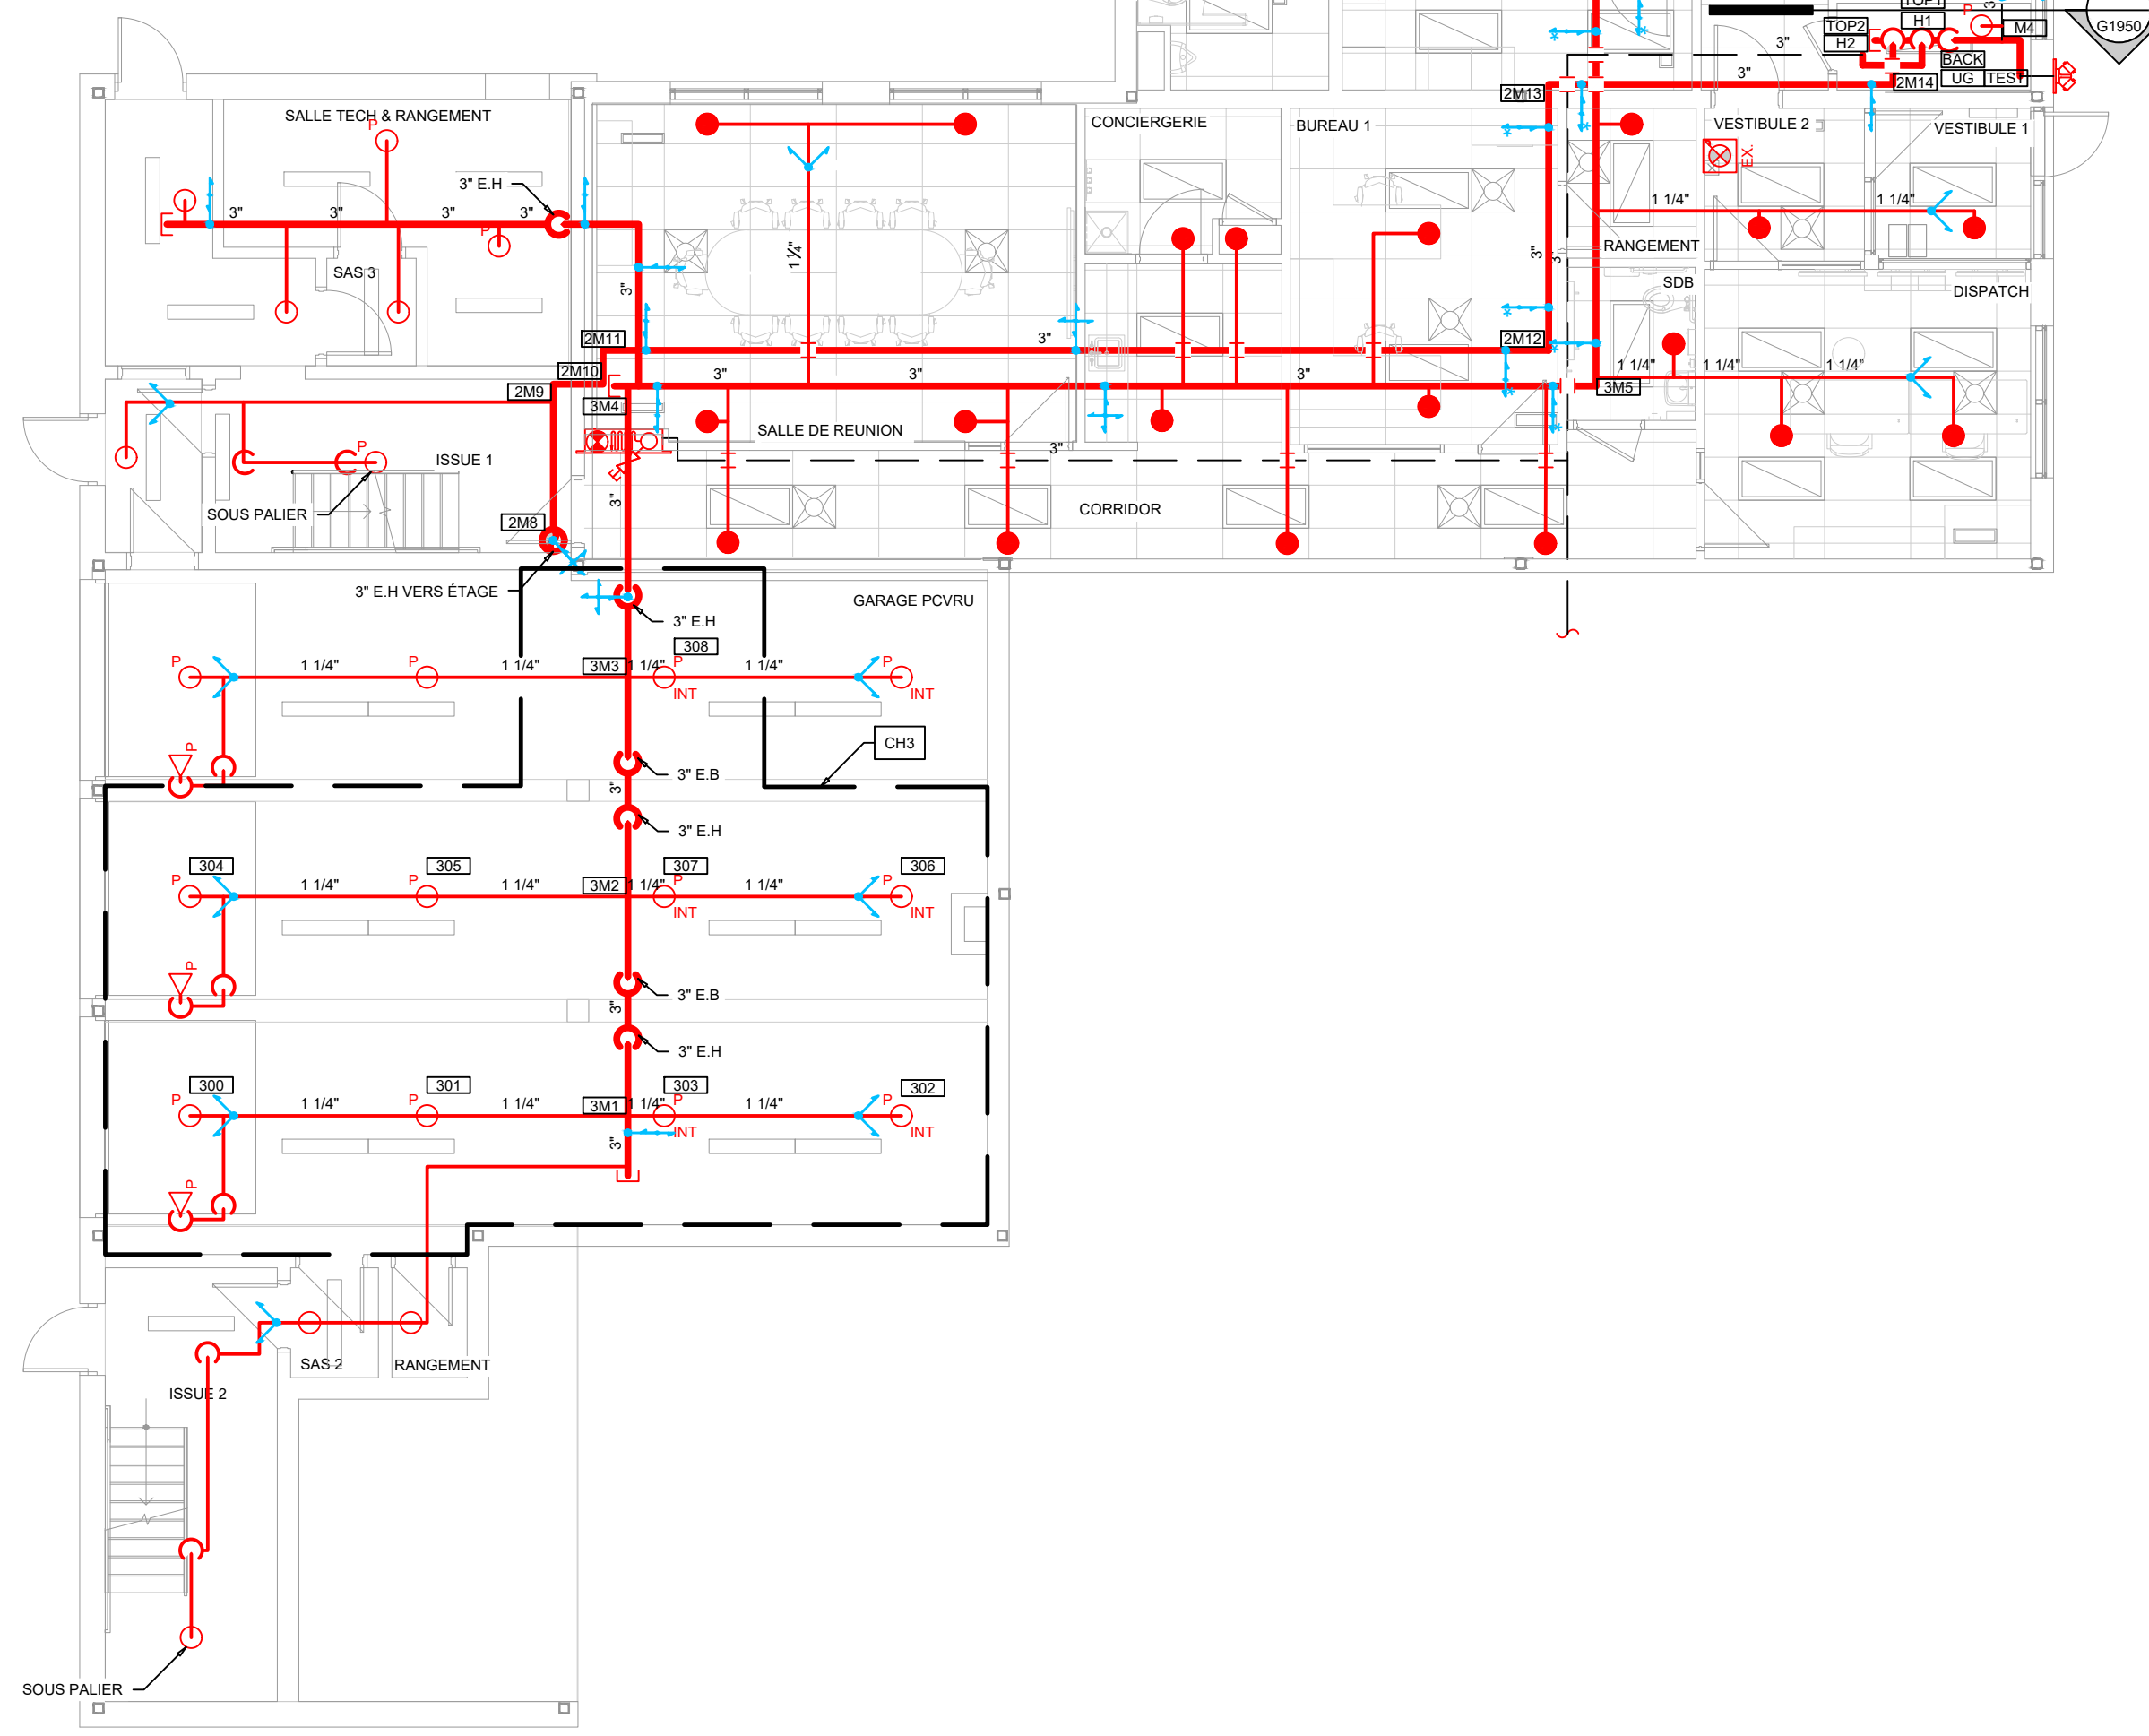 TOP1
3"
P
TOP2
H1
M4
G1950
H2
3"
BACK
3"
UG
TEST
2M14
2M13
SALLE TECH & RANGEMENT
P
CONCIERGERIE
BUREAU 1
VESTIBULE 2
VESTIBULE 1
EX.
3" E.H
1 1/4"
1 1/4"
3"
3"
3"
3"
P
1 ¼"
3"
3"
RANGEMENT
SAS 3
SDB
DISPATCH
3"
2M11
3"
2M12
2M10
3"
3"
3"
1 1/4"
1 1/4"
1 1/4"
2M9
3M5
3M4
SALLE DE REUNION
P
ISSUE 1
3"
3"
SOUS PALIER
2M8
CORRIDOR
3" E.H VERS ÉTAGE
GARAGE PCVRU
3" E.H
308
P
1 1/4"
P
1 1/4"
3M3
1 1/4"
P
1 1/4"
P
INT
INT
CH3
P
3" E.B
3"
3" E.H
304
305
307
306
P
1 1/4"
P
1 1/4"
3M2
1 1/4"
P
1 1/4"
P
INT
INT
P
3" E.B
3"
3" E.H
300
301
303
302
P
1 1/4"
P
1 1/4"
3M1
1 1/4"
P
1 1/4"
P
INT
INT
3"
P
SAS 2
RANGEMENT
ISSUE 2
SOUS PALIER